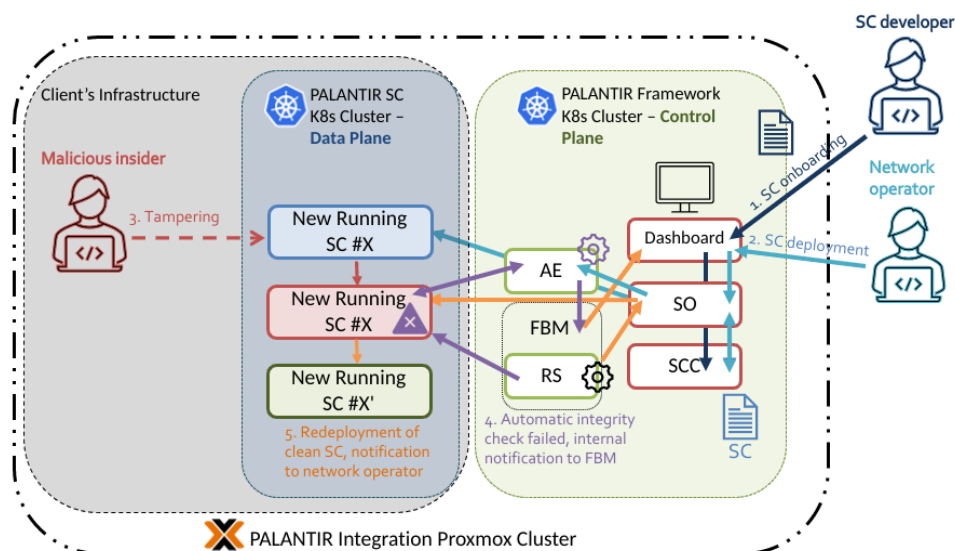 SC developer
Client's Infrastructure
PALANTIR SC
K8s Cluster –
Data Plane
PALANTIR Framework
K8s Cluster – Control
Plane
Malicious insider
Network
operator
1. SC onboarding
3. Tampering
New Running
SC #X
Dashboard
2. SC deployment
AE
New Running
SC #X
SO
FBM
New Running
SC #X'
RS
SCC
5. Redeployment of
clean SC, notification
to network operator
4. Automatic integrity
check failed, internal
notification to FBM
SC
PALANTIR Integration Proxmox Cluster